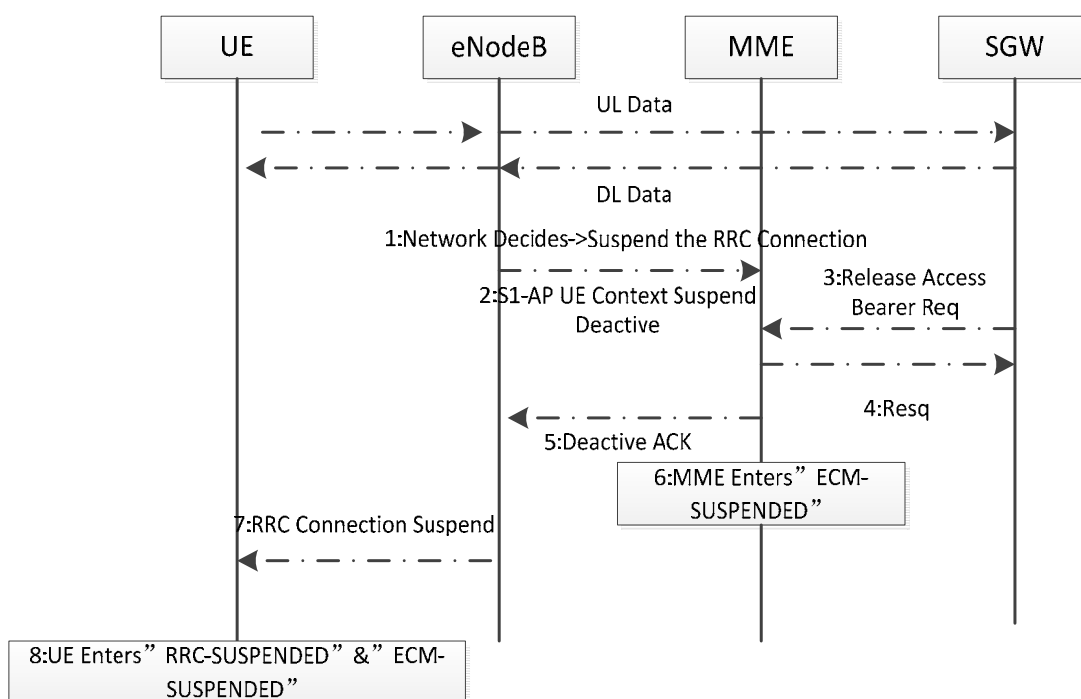 UE
eNodeB
MME
SGW
UL Data
DL Data
1:Network Decides->Suspend the RRC Connection
2:S1-AP UE Context Suspend
Deactive
3:Release Access
Bearer Req
4:Resq
5:Deactive ACK
6:MME Enters” ECM-
SUSPENDED”
7:RRC Connection Suspend
8:UE Enters” RRC-SUSPENDED” &” ECM-
SUSPENDED”